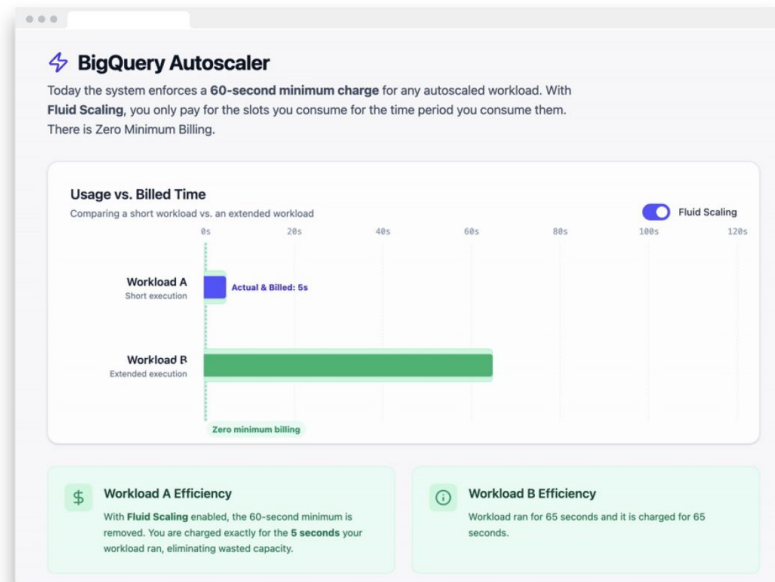 BigQuery Autoscaler
Today the system enforces a 60-second minimum charge for any autoscaled workload. With
Fluid Scaling, you only pay for the slots you consume for the time period you consume them.
There is Zero Minimum Billing.
Usage vs. Billed Time
Comparing a short workload vs. an extended workload
Fluid Scaling
0s 20s 40s 60s 80s 100s 120s
Workload A
Short execution
Actual & Billed: 5s
Workload B
Extended execution
Zero minimum billing
Workload A Efficiency
With Fluid Scaling enabled, the 60-second minimum is
removed. You are charged exactly for the 5 seconds your
workload ran, eliminating wasted capacity.
Workload B Efficiency
Workload ran for 65 seconds and it is charged for 65
seconds.